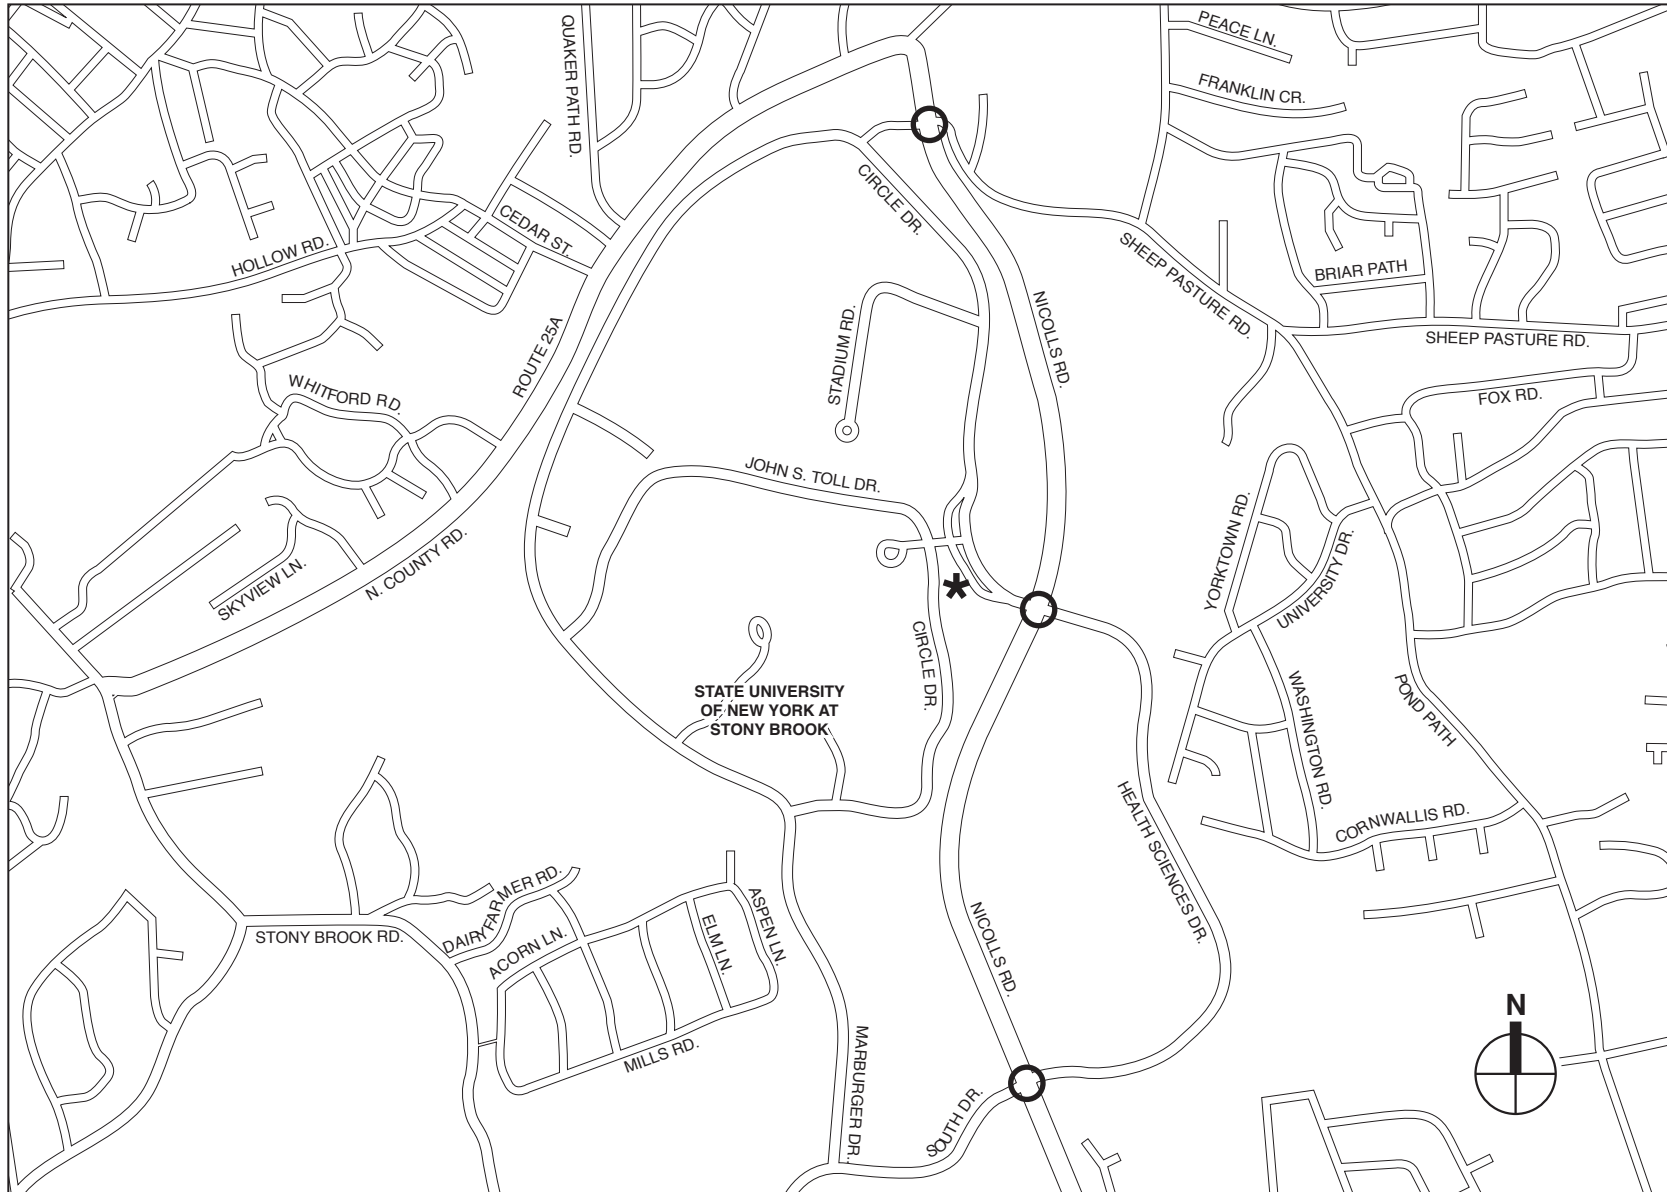 PEACE LN.
QUAKER PATH RD.
FRANKLIN CR.
CIRCLE DR.
CEDAR ST.
HOLLOW RD.
SHEEP PASTURE RD.
BRIAR PATH
NICOLLS RD.
STADIUM RD.
ROUTE 25A
SHEEP PASTURE RD.
WHITFORD RD.
FOX RD.
JOHN S. TOLL DR.
YORKTOWN RD.
UNIVERSITY DR.
N. COUNTY RD.
SKYVIEW LN.
*
CIRCLE DR.
STATE UNIVERSITY
OF NEW YORK AT
STONY BROOK
WASHINGTON RD.
POND PATH
HEALTH SCIENCES DR.
CORNWALLIS RD.
DAIRY FARMER RD.
ASPEN LN.
ELM LN.
ACORN LN.
STONY BROOK RD.
NICOLLS RD.
N
MILLS RD.
MARBURGER DR.
SOUTH DR.